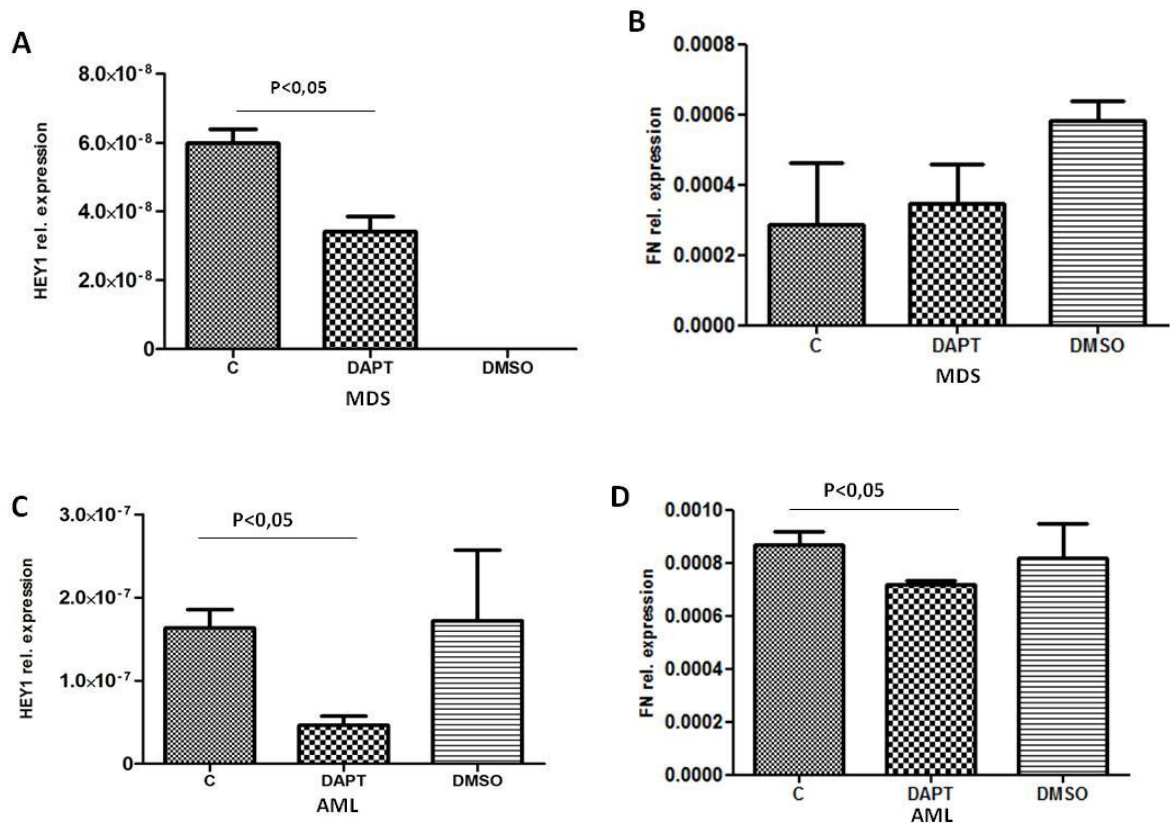 A
HEY1 rel. expression
8.0×10⁻⁸
6.0×10⁻⁸
4.0×10⁻⁸
2.0×10⁻⁸
0
P<0,05
C DAPT DMSO
MDS
B
FN rel. expression
0.0008
0.0006
0.0004
0.0002
0.0000
C DAPT DMSO
MDS
C
HEY1 rel. expression
3.0×10⁻⁷
2.0×10⁻⁷
1.0×10⁻⁷
0
P<0,05
C DAPT DMSO
AML
D
FN rel. expression
0.0010
0.0008
0.0006
0.0004
0.0002
0.0000
P<0,05
C DAPT DMSO
AML